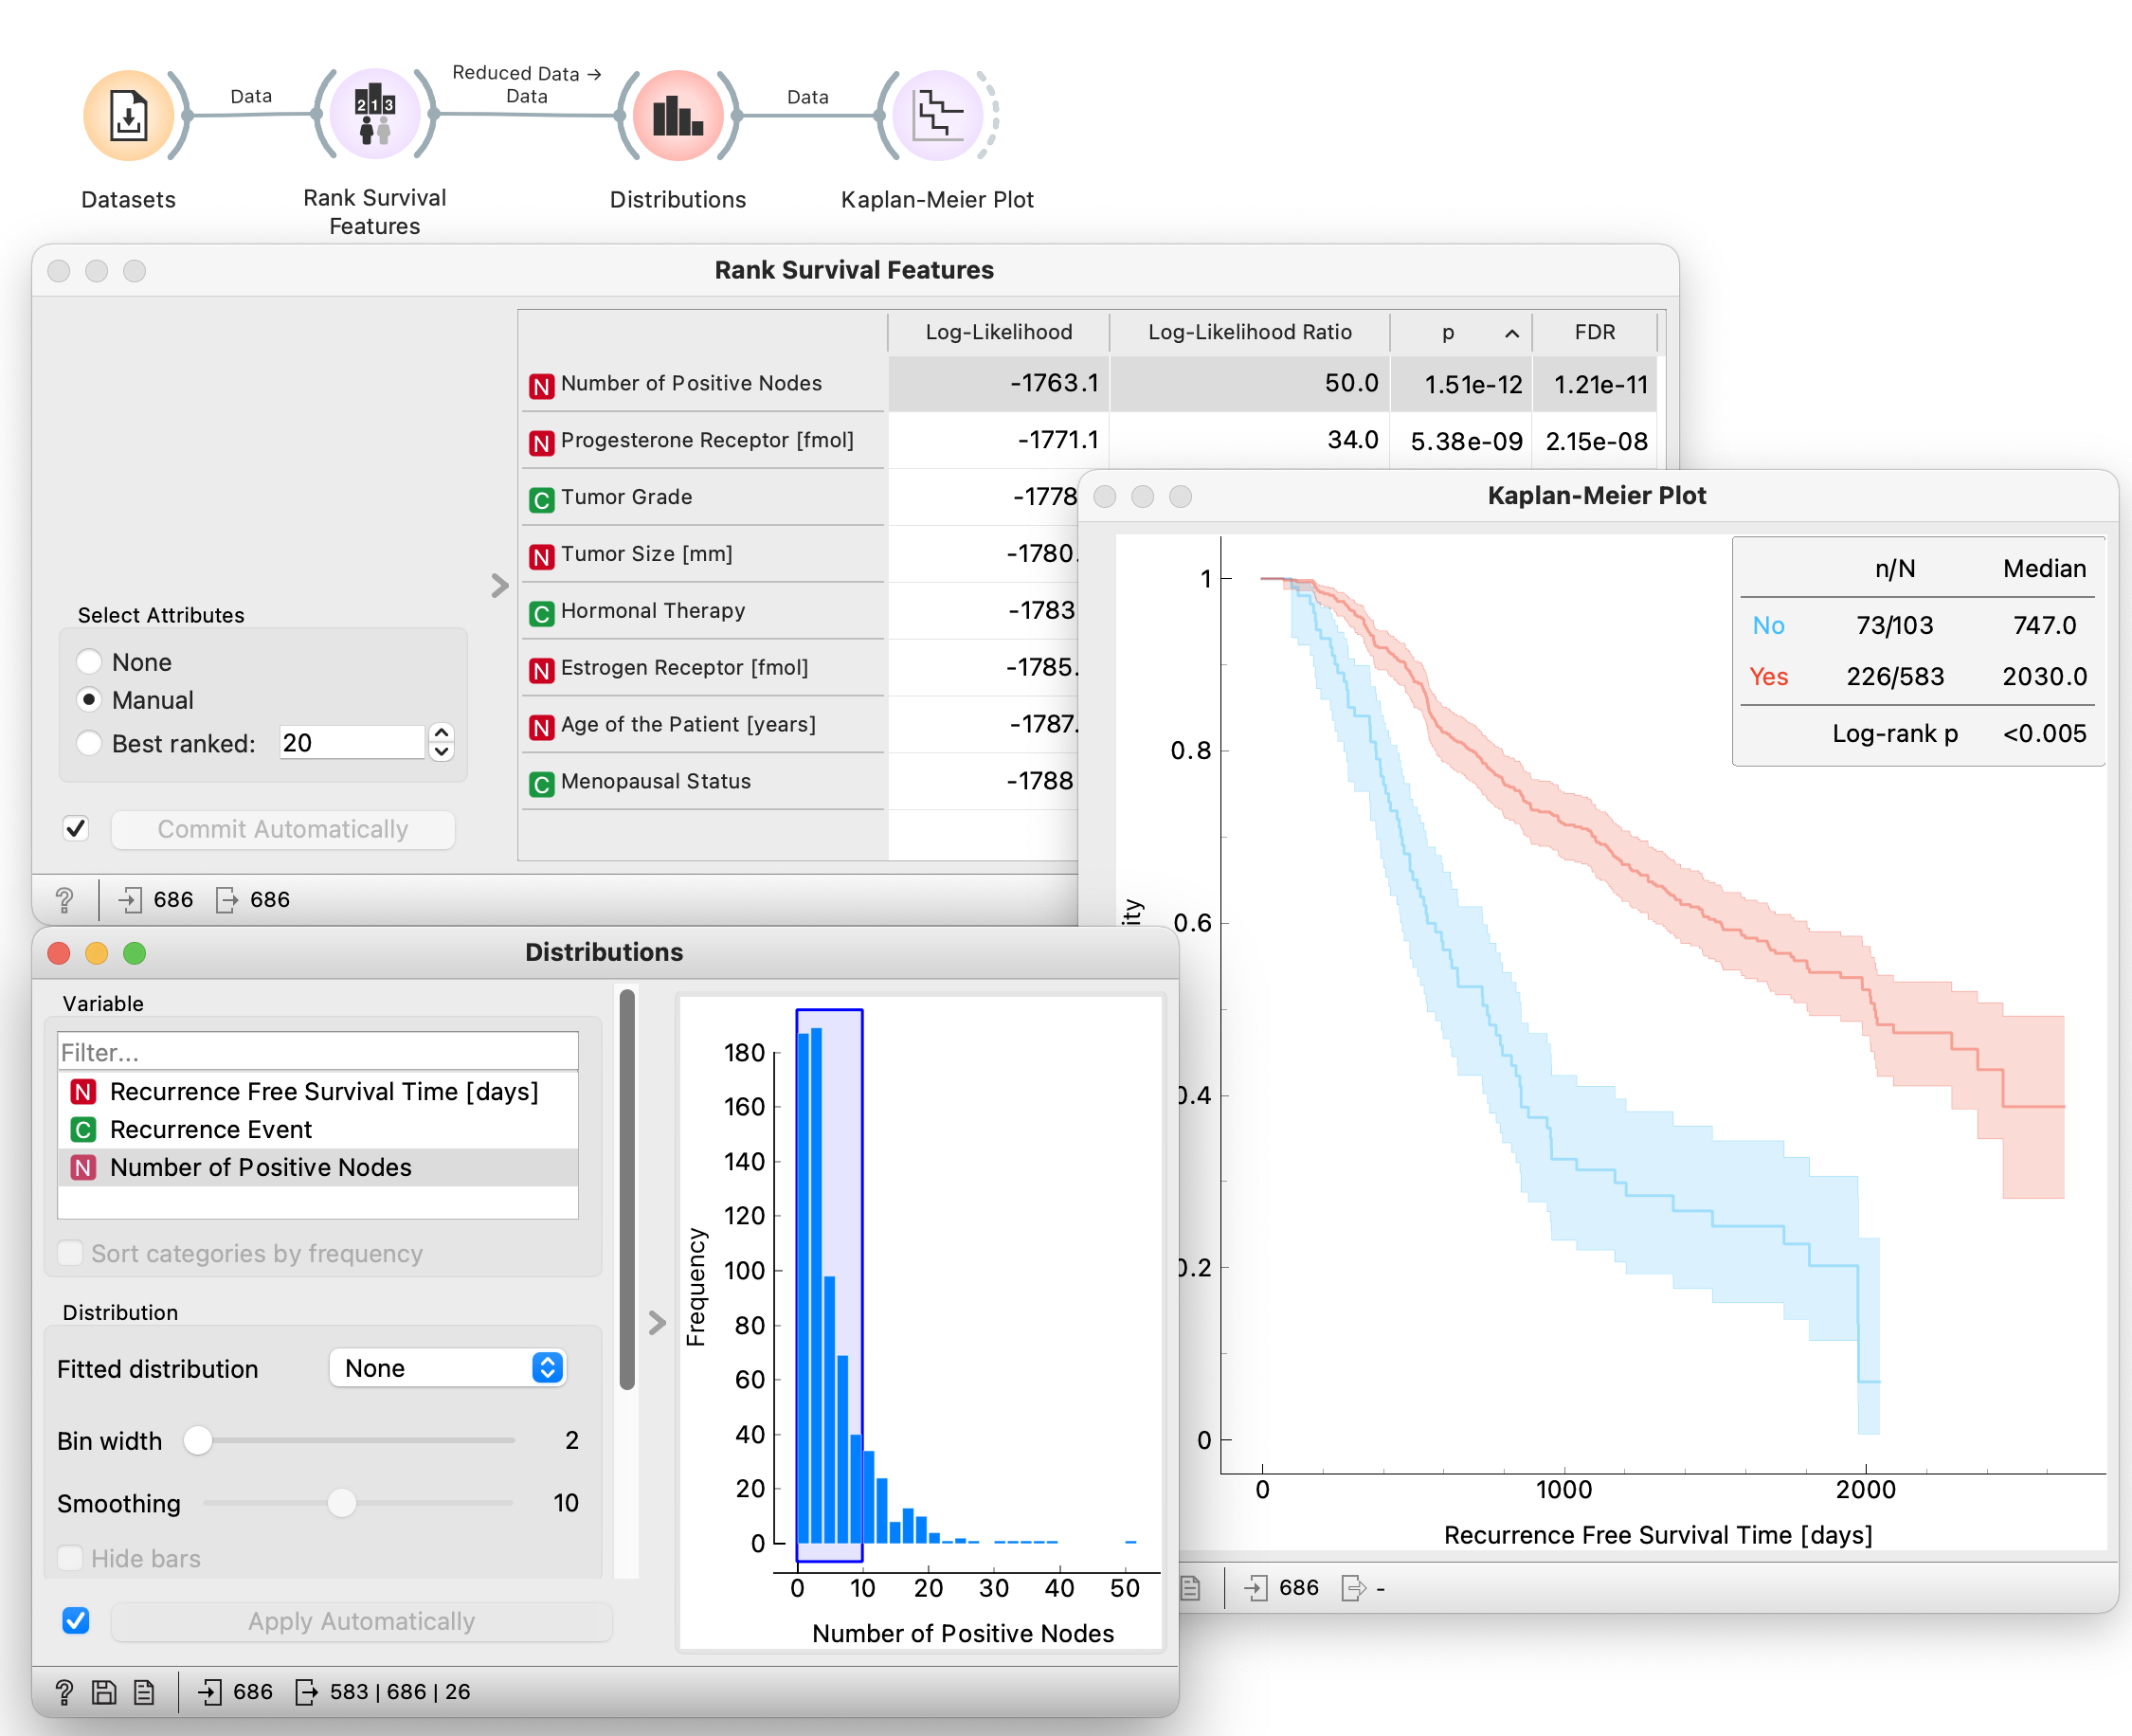 Data
Reduced Data →
Data
Data
2 1 3
Datasets
Rank Survival
Features
Distributions
Kaplan-Meier Plot
Rank Survival Features
Log-Likelihood Log-Likelihood Ratio p FDR
N Number of Positive Nodes -1763.1 50.0 1.51e-12 1.21e-11
N Progesterone Receptor [fmol] -1771.1 34.0 5.38e-09 2.15e-08
C Tumor Grade -1778
N Tumor Size [mm] -1780.
C Hormonal Therapy -1783
N Estrogen Receptor [fmol] -1785.
N Age of the Patient [years] -1787.
C Menopausal Status -1788
Select Attributes
None
Manual
Best ranked: 20
Commit Automatically
? 686 686
Kaplan-Meier Plot
n/N Median
No 73/103 747.0
Yes 226/583 2030.0
Log-rank p <0.005
1
0.8
0.6
0.4
0.2
0
ity
0 1000 2000
Recurrence Free Survival Time [days]
686 -
Distributions
Variable
Filter...
N Recurrence Free Survival Time [days]
C Recurrence Event
N Number of Positive Nodes
Sort categories by frequency
Distribution
Fitted distribution None
Bin width 2
Smoothing 10
Hide bars
Apply Automatically
? 686 583 | 686 | 26
Frequency
180
160
140
120
100
80
60
40
20
0
0 10 20 30 40 50
Number of Positive Nodes